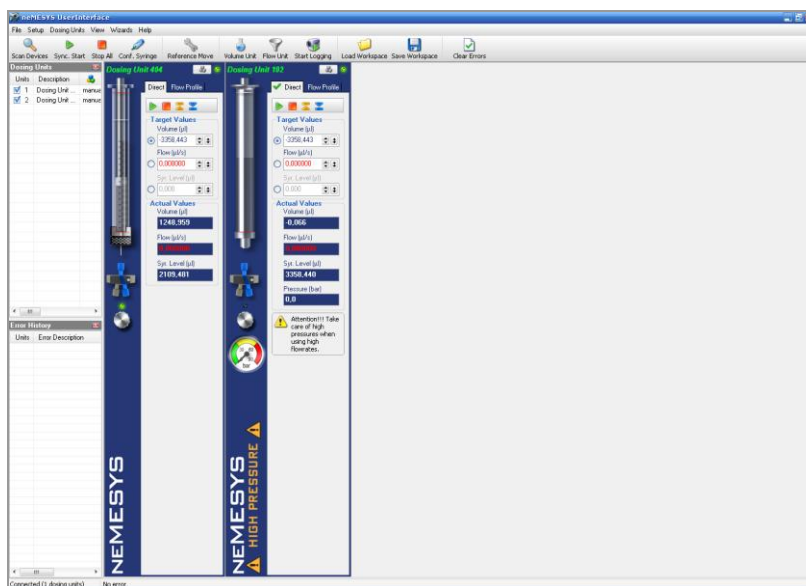 neMESYS UserInterface
File Setup Dosing Units View Wizards Help
Scan Devices Sync. Start Stop All Conf. Syringe Reference Move Volume Unit Flow Unit Start Logging Load Workspace Save Workspace Clear Errors
Dosing Units
Units Description
1 Dosing Unit ... manue
2 Dosing Unit ... manue
Error History
Units Error Description
Dosing Unit 494
Direct Flow Profile
Target Values
Volume (µl)
-3358,443
Flow (µl/s)
0,000000
Syr. Level (µl)
0,000
Actual Values
Volume (µl)
1248,959
Flow (µl/s)
Syr. Level (µl)
2109,481
neMESYS
Dosing Unit 182
Direct Flow Profile
Target Values
Volume (µl)
-3358,443
Flow (µl/s)
0,000000
Syr. Level (µl)
0,000
Actual Values
Volume (µl)
-0,066
Flow (µl/s)
Syr. Level (µl)
3358,440
Pressure (bar)
0,0
Attention!!! Take
care of high
pressures when
using high
flowrates.
bar
neMESYS
HIGH PRESSURE
No error